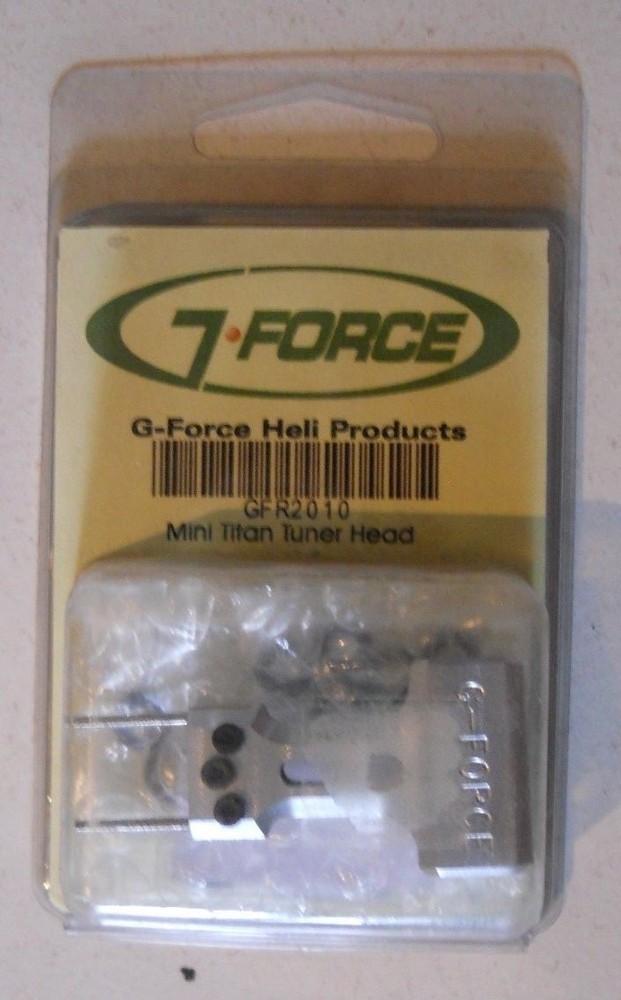 G-FORCE
G-Force Heli Products
GFR2010
Mini Titan Tuner Head
G-FORCE